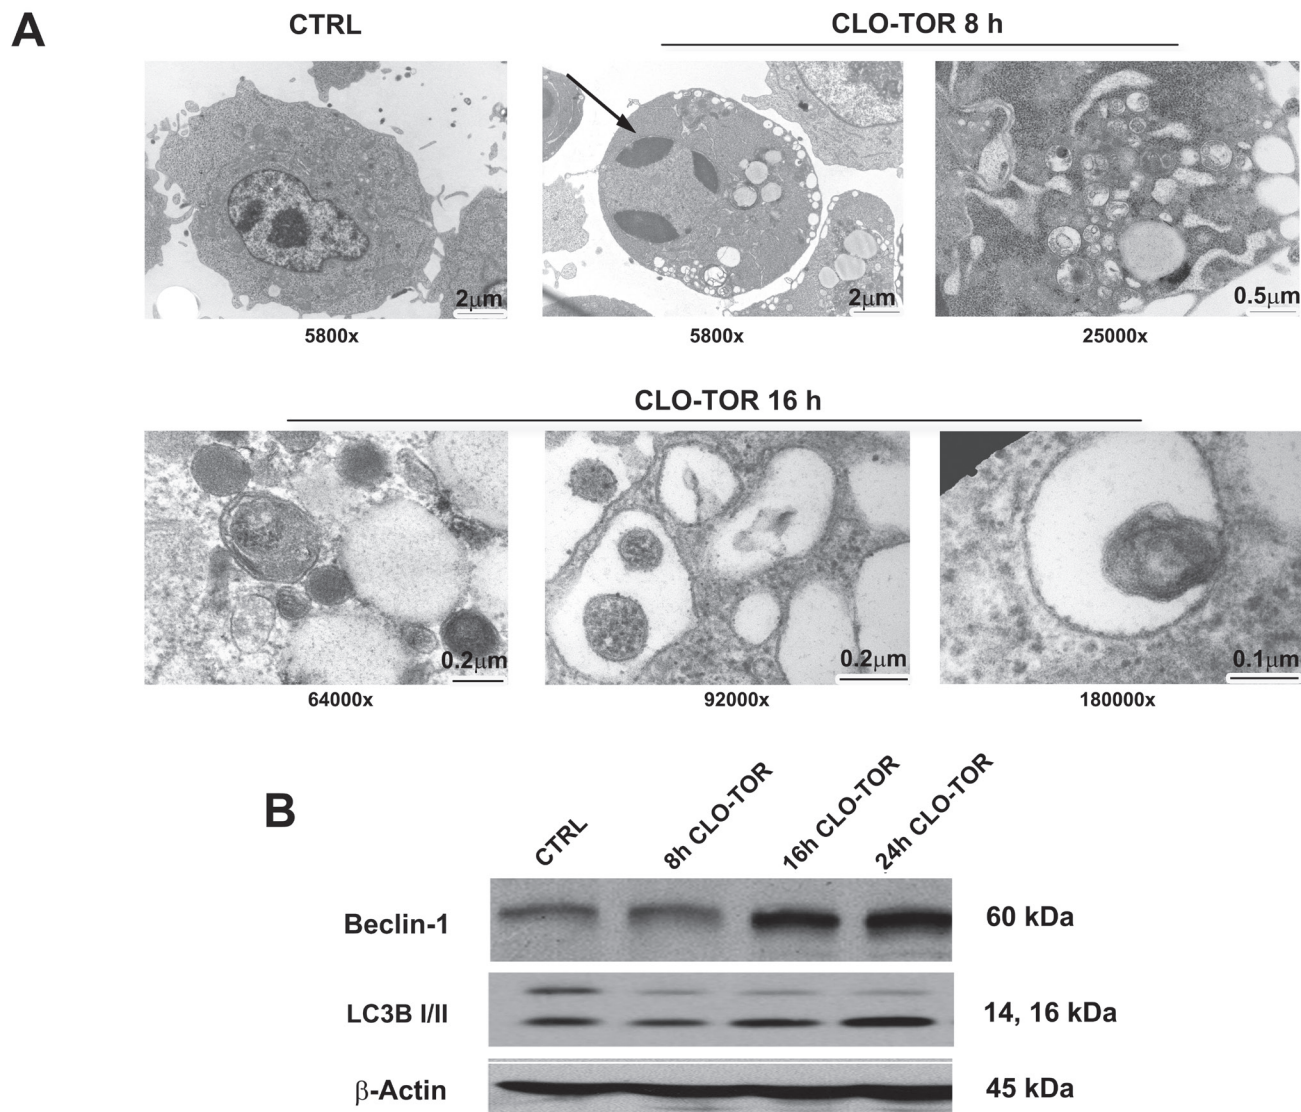 A
CTRL
CLO-TOR 8 h
2μm
2μm
0.5μm
5800x
5800x
25000x
CLO-TOR 16 h
0.2μm
0.2μm
0.1μm
64000x
92000x
180000x
B
CTRL
8h CLO-TOR
16h CLO-TOR
24h CLO-TOR
Beclin-1
60 kDa
LC3B I/II
14, 16 kDa
β-Actin
45 kDa